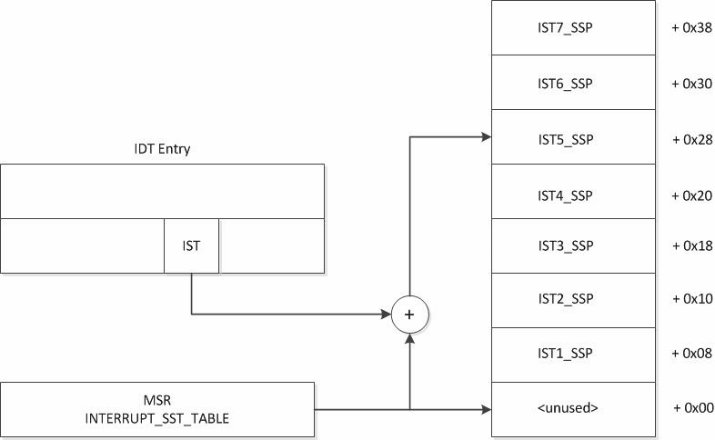 IST7_SSP + 0x38
IST6_SSP + 0x30
IST5_SSP + 0x28
IDT Entry
IST4_SSP + 0x20
IST
IST3_SSP + 0x18
IST2_SSP + 0x10
+
IST1_SSP + 0x08
MSR
INTERRUPT_SST_TABLE
<unused> + 0x00